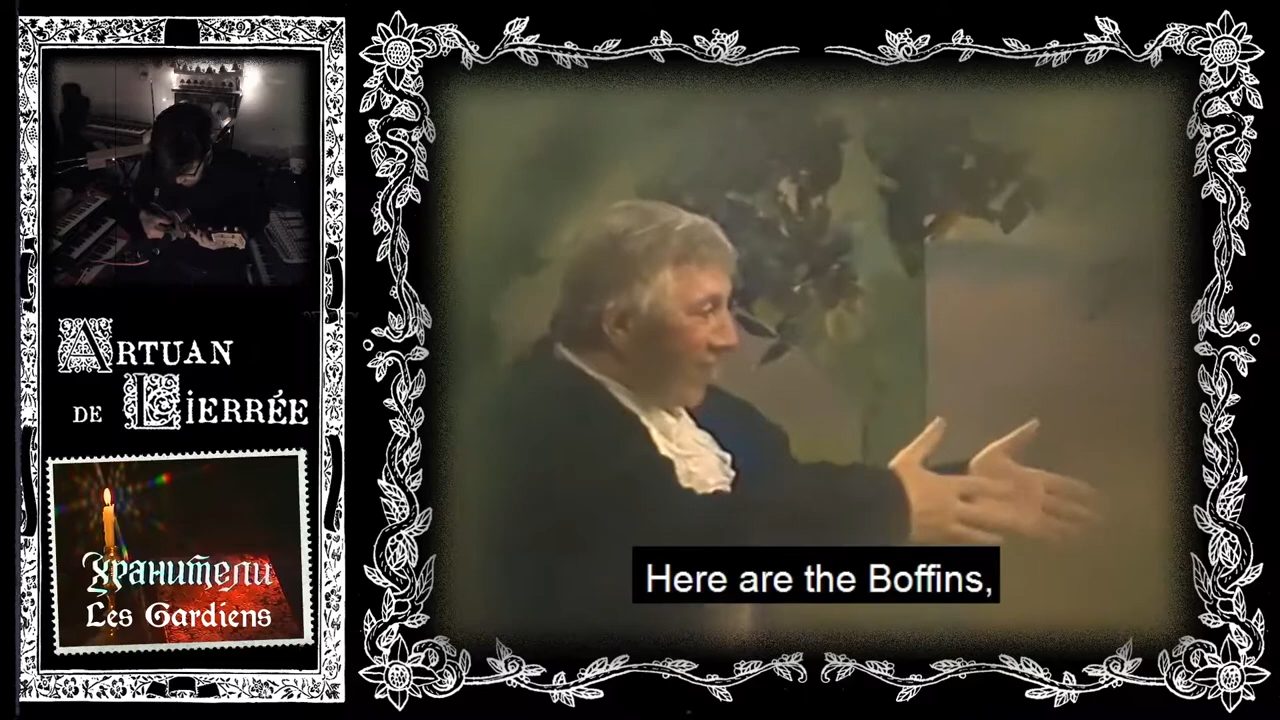 ARTUAN
DE LIERRÉE
Хранители
Les Gardiens
Here are the Boffins,